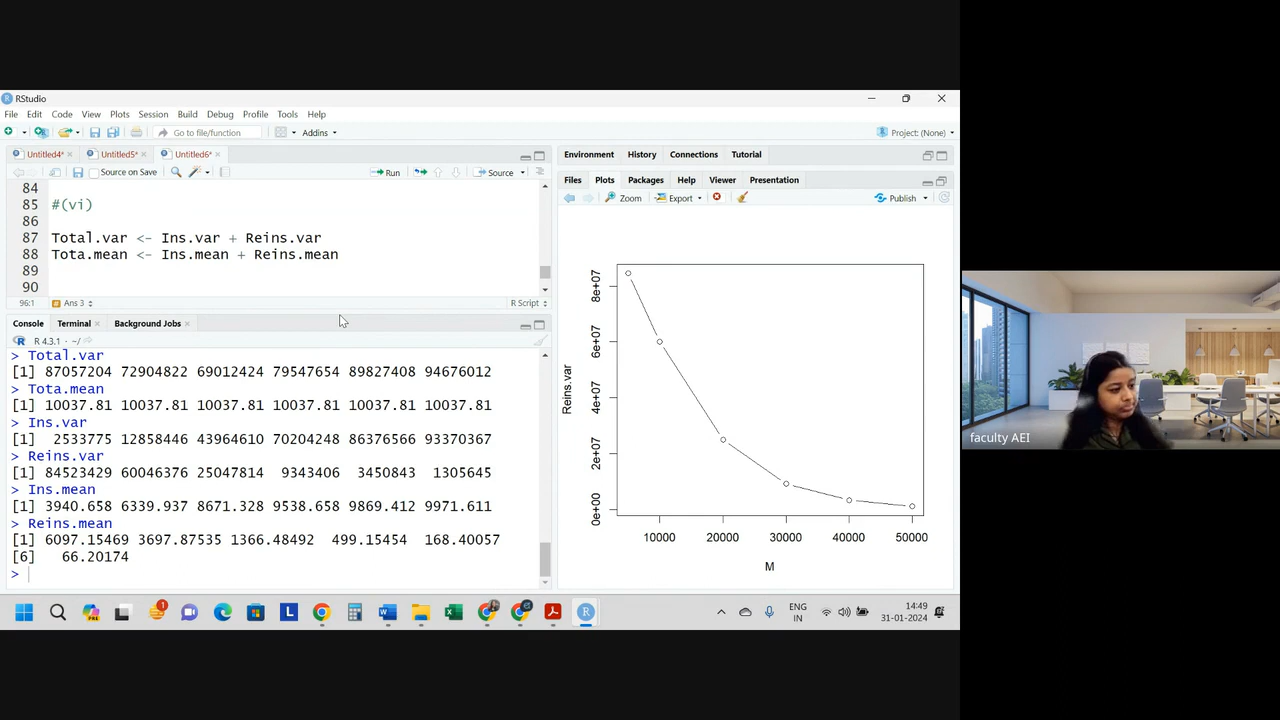 RStudio
File Edit Code View Plots Session Build Debug Profile Tools Help
Go to file/function Addins Project: (None)
Untitled4* Untitled5* Untitled6*
Source on Save Run Source
84
85 #(vi)
86
87 Total.var <- Ins.var + Reins.var
88 Tota.mean <- Ins.mean + Reins.mean
89
90
96:1 Ans 3 R Script
Console Terminal Background Jobs
R 4.3.1 · ~/
> Total.var
[1] 87057204 72904822 69012424 79547654 89827408 94676012
> Tota.mean
[1] 10037.81 10037.81 10037.81 10037.81 10037.81 10037.81
> Ins.var
[1] 2533775 12858446 43964610 70204248 86376566 93370367
> Reins.var
[1] 84523429 60046376 25047814 9343406 3450843 1305645
> Ins.mean
[1] 3940.658 6339.937 8671.328 9538.658 9869.412 9971.611
> Reins.mean
[1] 6097.15469 3697.87535 1366.48492 499.15454 168.40057
[6] 66.20174
>
Environment History Connections Tutorial
Files Plots Packages Help Viewer Presentation
Zoom Export Publish
Reins.var
8e+07
6e+07
4e+07
2e+07
0e+00
10000 20000 30000 40000 50000
M
faculty AEI
1
PRE
L
ENG
IN
14:49
31-01-2024